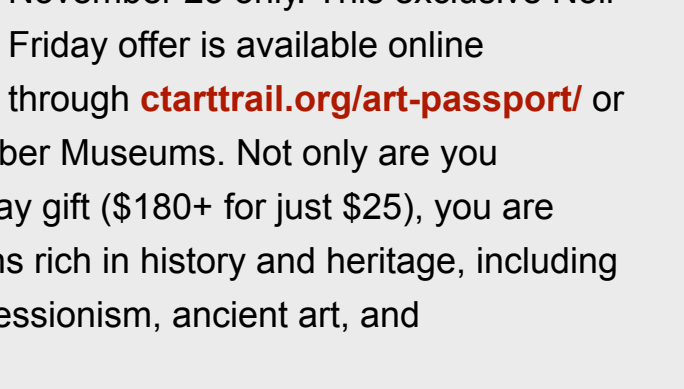 November only. This exclusive
Friday offer is available online
through ctarttrail.org/art-passport/ or
ber Museums. Not only are you
ay gift ($180+ for just $25), you are
ns rich in history and heritage, including
essionism, ancient art, and